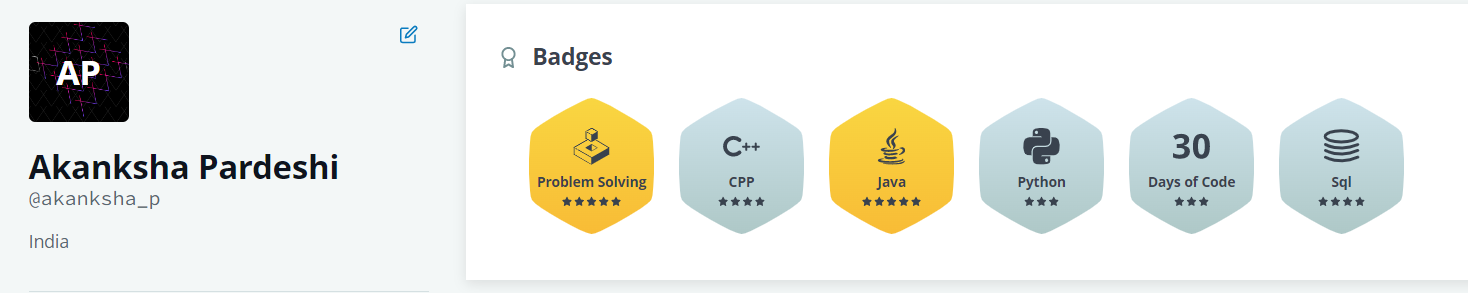 AP
Akanksha Pardeshi
@akanksha_p
India
Badges
Problem Solving
C++
CPP
Java
Python
30
Days of Code
Sql